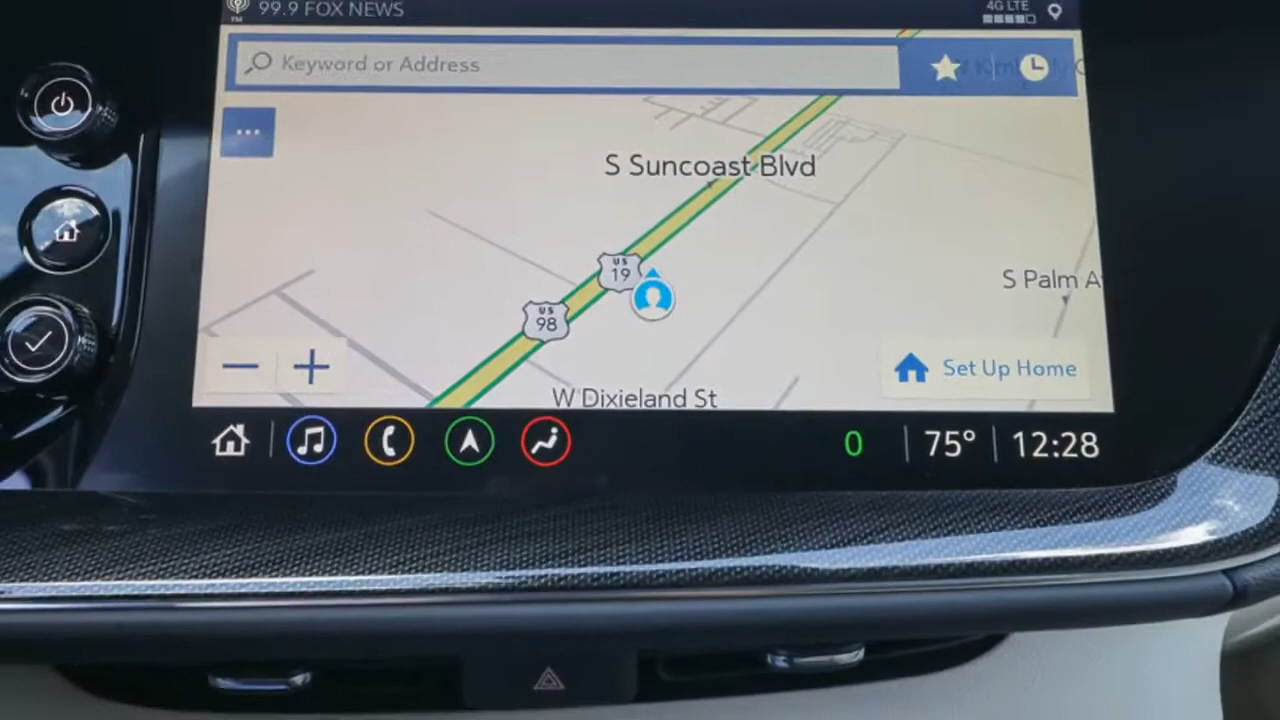 99.9 FOX NEWS
TM
4G LTE
Keyword or Address
S Suncoast Blvd
US
19
US
98
S Palm A
W Dixieland St
Set Up Home
0
75°
12:28